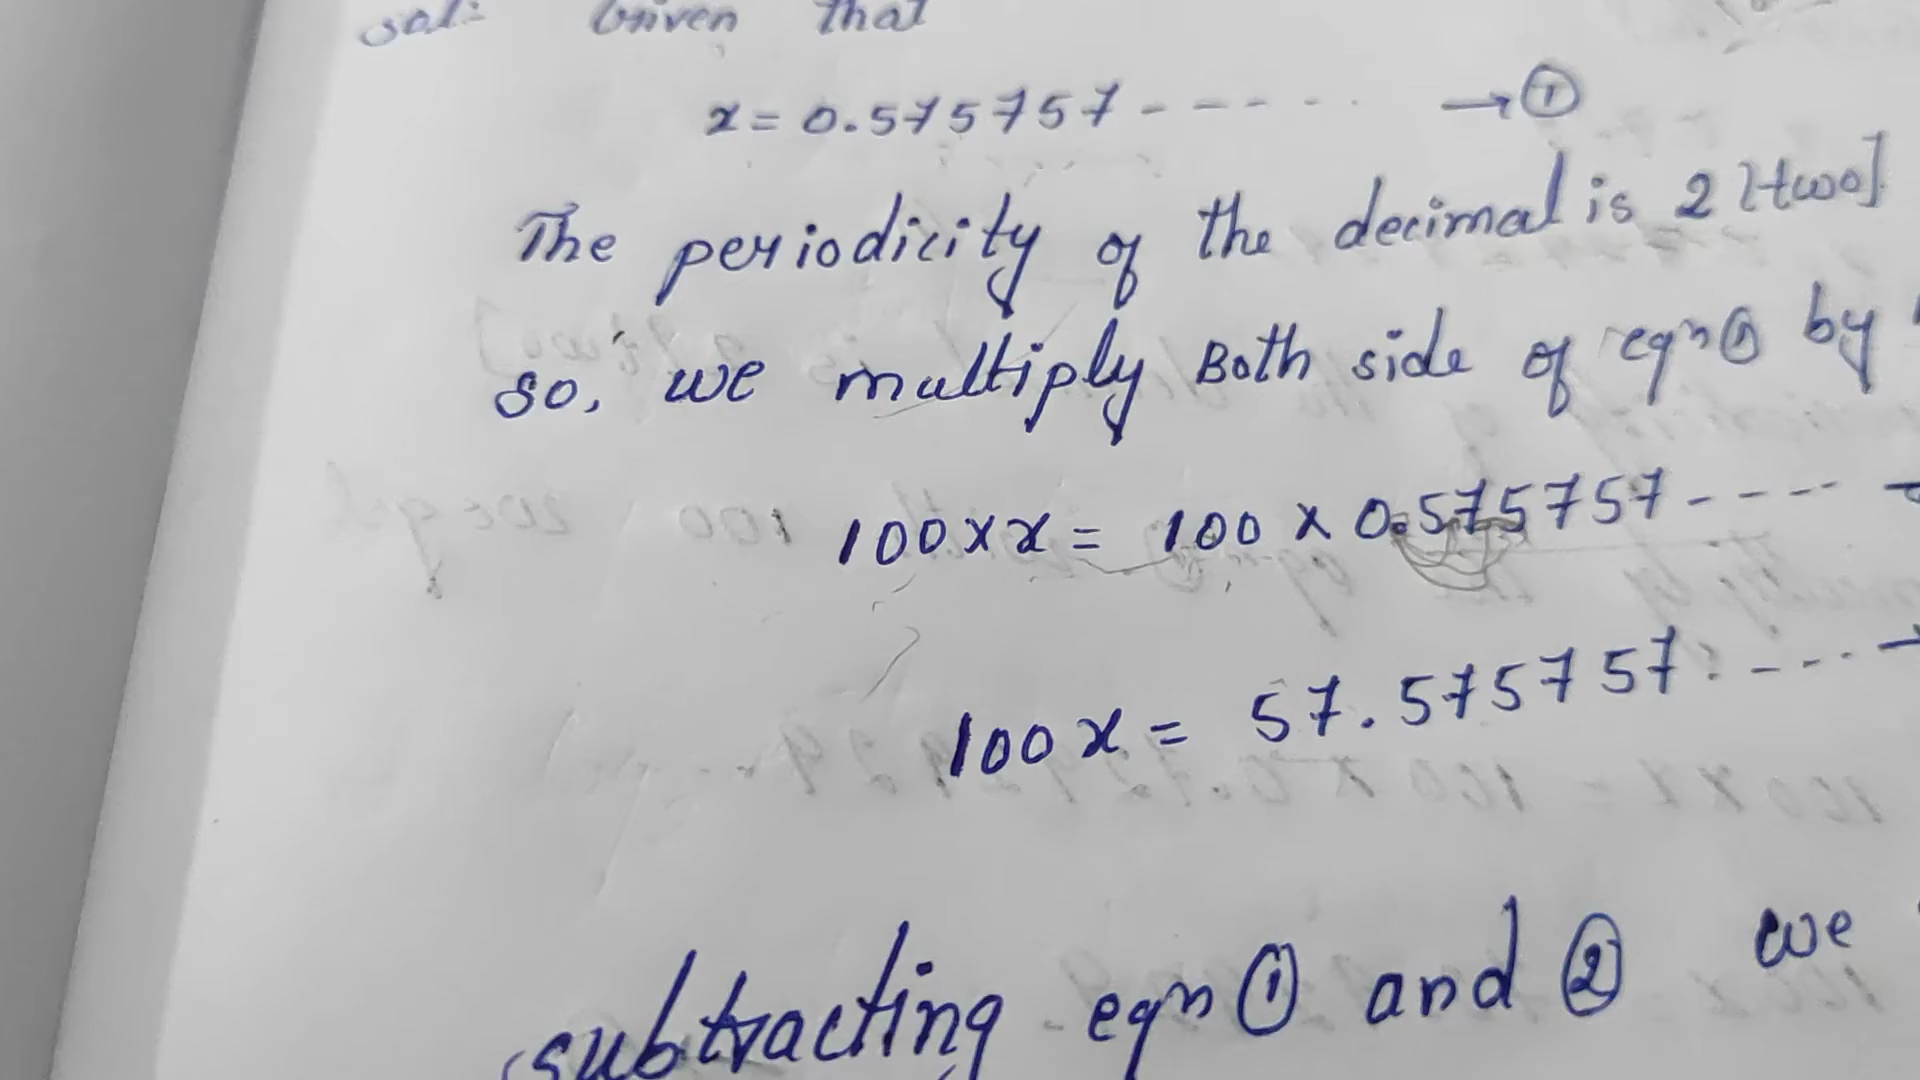 sol: Given that
x = 0.575757 - - - - - → ①
The periodicity of the decimal is 2 [two]
so, we multiply Both side of eqn ① by
100 × x = 100 × 0.575757 - - - -
100 x = 57.575757 - - - - →
subtracting eqn ① and ② we